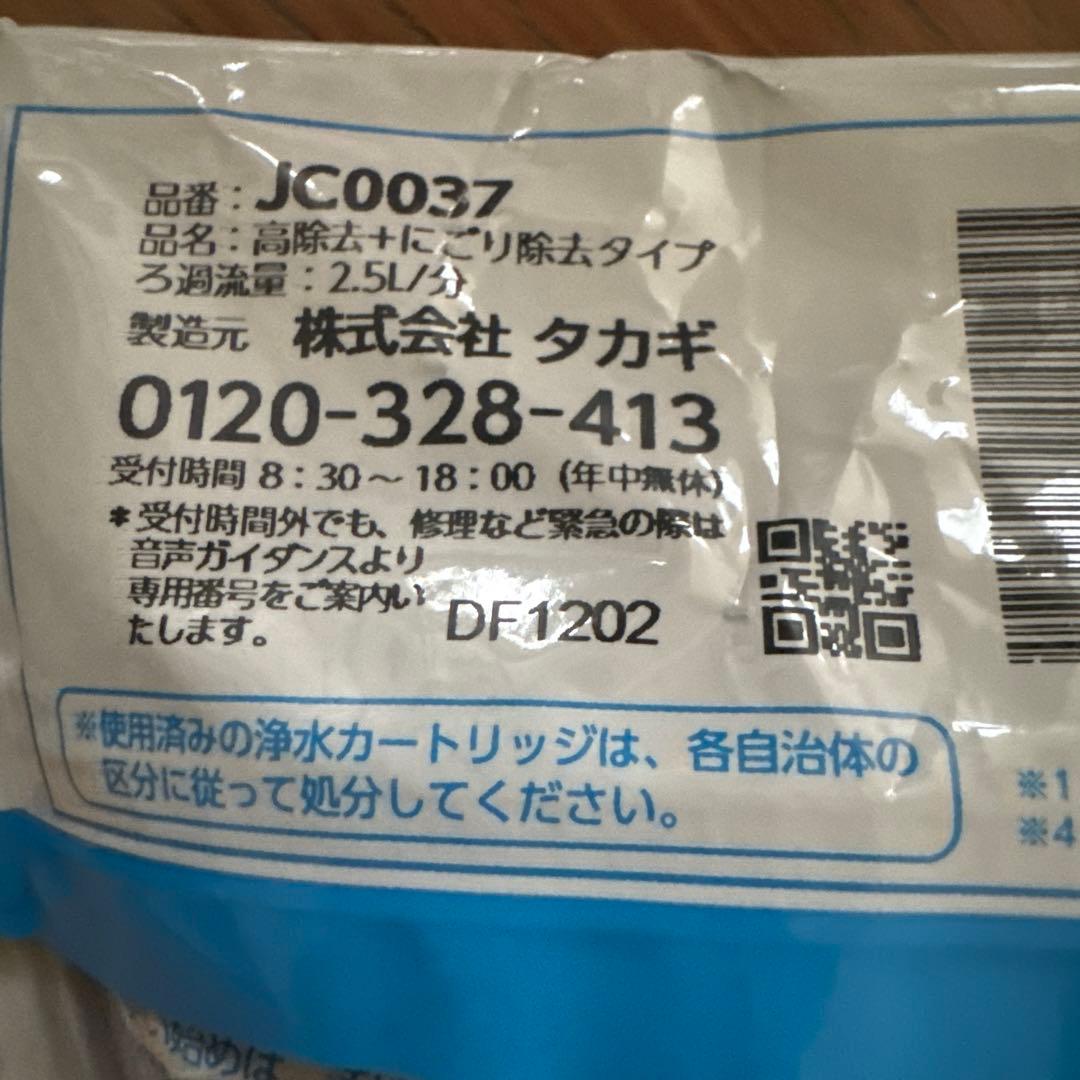 品番：JC0037
品名：高除去+にごり除去タイプ
ろ過流量：2.5L/分
製造元 株式会社 タカギ
0120-328-413
受付時間 8：30～18：00 (年中無休)
*受付時間外でも、修理など緊急の際は
音声ガイダンスより
専用番号をご案内い
たします。
DF1202
※使用済みの浄水カートリッジは、各自治体の
区分に従って処分してください。
※1
※4
始めは